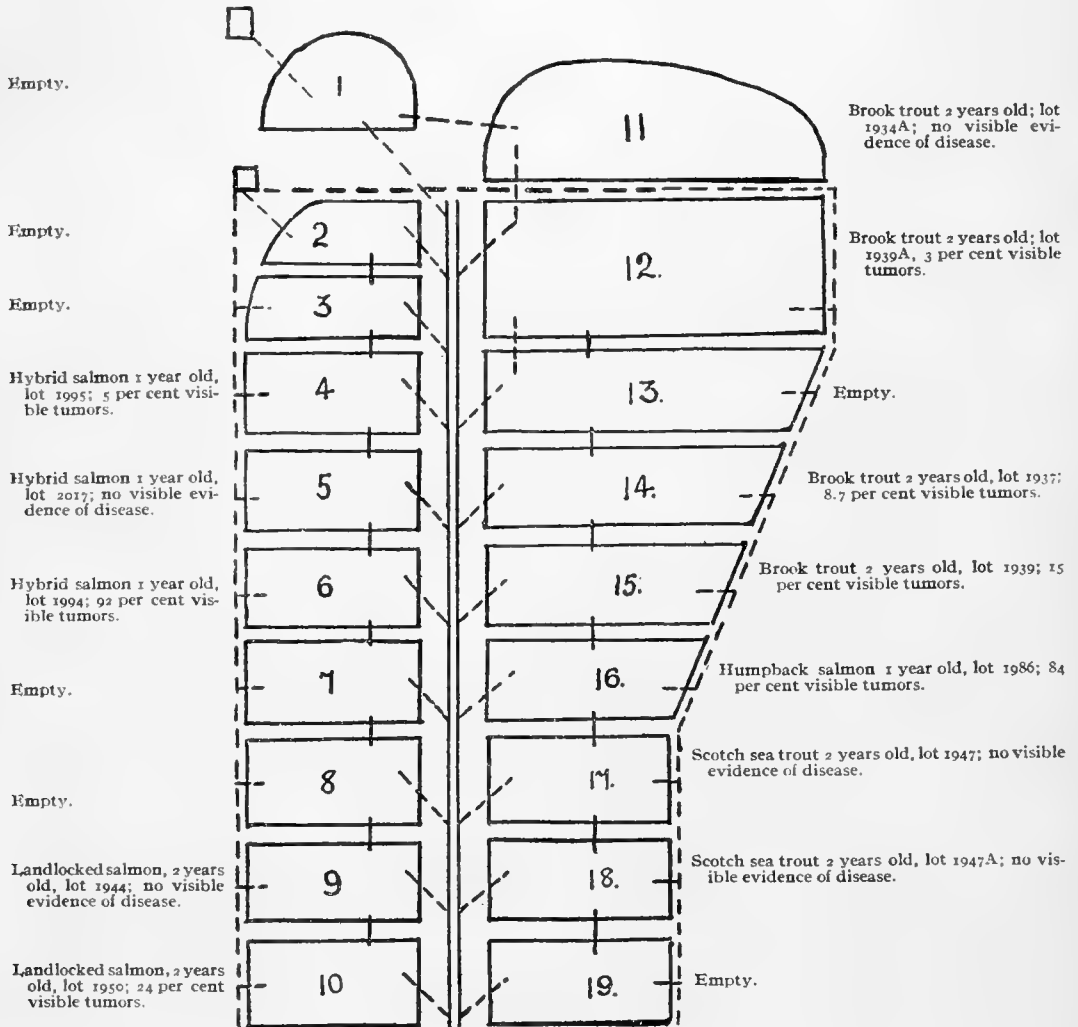 Empty.
1
11
Brook trout 2 years old; lot
1934A; no visible evi-
dence of disease.
Empty.
2
12.
Brook trout 2 years old; lot
1939A, 3 per cent visible
tumors.
Empty.
3
Hybrid salmon 1 year old,
lot 1995; 5 per cent visi-
ble tumors.
4
13.
Empty.
Hybrid salmon 1 year old,
lot 2017; no visible evi-
dence of disease.
5
14.
Brook trout 2 years old, lot 1937;
8.7 per cent visible tumors.
Hybrid salmon 1 year old,
lot 1994; 92 per cent vis-
ible tumors.
6
15.
Brook trout 2 years old, lot 1939; 15
per cent visible tumors.
Empty.
7
16.
Humpback salmon 1 year old, lot 1986; 84
per cent visible tumors.
Empty.
8
17.
Scotch sea trout 2 years old, lot 1947; no visible
evidence of disease.
Landlocked salmon, 2 years
old, lot 1944; no visible
evidence of disease.
9
18.
Scotch sea trout 2 years old, lot 1947A; no vis-
ible evidence of disease.
Landlocked salmon, 2 years
old, lot 1950; 24 per cent
visible tumors.
10
19.
Empty.